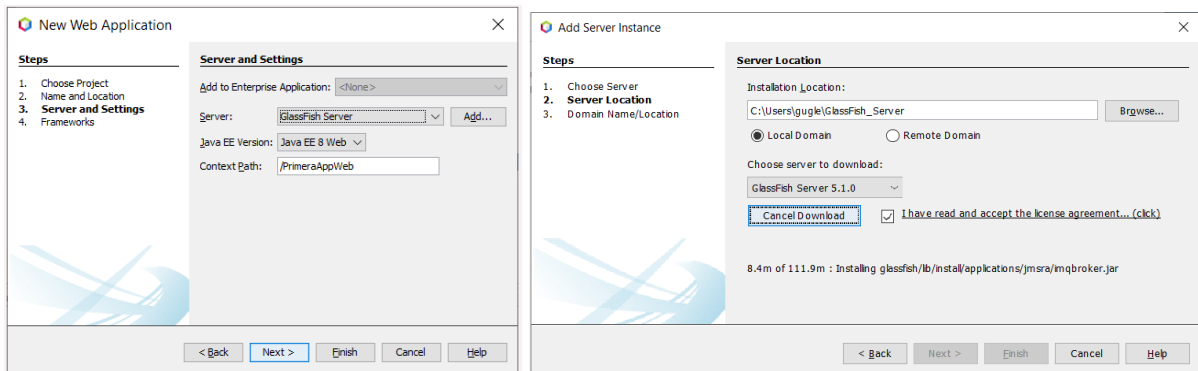 New Web Application
Steps
1. Choose Project
2. Name and Location
3. Server and Settings
4. Frameworks
Server and Settings
Add to Enterprise Application: <None>
Server: GlassFish Server Add...
Java EE Version: Java EE 8 Web
Context Path: /PrimeraAppWeb
< Back Next > Finish Cancel Help
Add Server Instance
Steps
1. Choose Server
2. Server Location
3. Domain Name/Location
Server Location
Installation Location:
C:\Users\gugle\GlassFish_Server Browse...
Local Domain Remote Domain
Choose server to download:
GlassFish Server 5.1.0
Cancel Download I have read and accept the license agreement... (click)
8.4m of 111.9m : Installing glassfish/lib/install/applications/jmsra/imqbroker.jar
< Back Next > Finish Cancel Help